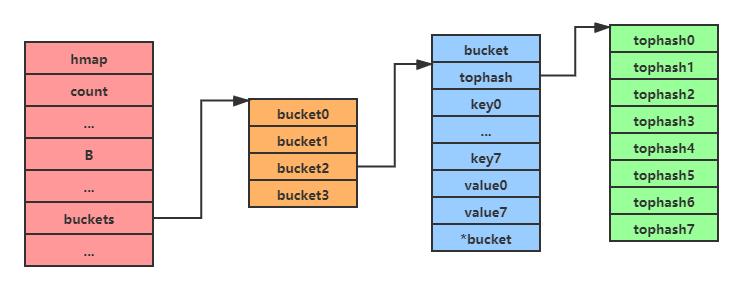 hmap
count
...
B
...
buckets
...
bucket0
bucket1
bucket2
bucket3
bucket
tophash
key0
...
key7
value0
value7
*bucket
tophash0
tophash1
tophash2
tophash3
tophash4
tophash5
tophash6
tophash7